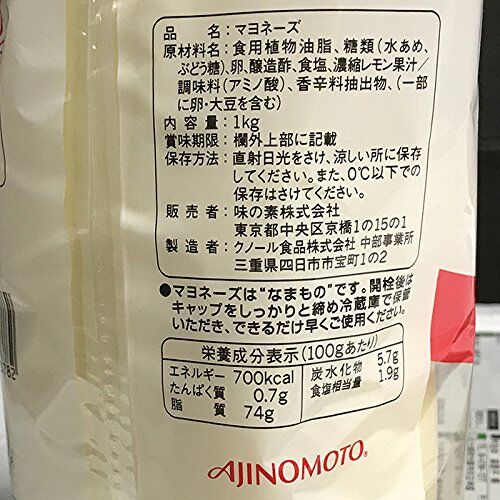 品名：マヨネーズ
原材料名：食用植物油脂、糖類（水あめ、
ぶどう糖）、卵、醸造酢、食塩、濃縮レモン果汁／
調味料（アミノ酸）、香辛料抽出物、（一部
に卵・大豆を含む）
内容量：1kg
賞味期限：欄外上部に記載
保存方法：直射日光をさけ、涼しい所に保存
してください。また、0℃以下での
保存はさけてください。
販売者：味の素株式会社
東京都中央区京橋1の15の1
製造者：クノール食品株式会社 中部事業所
三重県四日市市宝町1の2
●マヨネーズは“なまもの”です。開栓後は
キャップをしっかりと締め冷蔵庫で保管
いただき、できるだけ早くご使用ください。
栄養成分表示（100gあたり）
エネルギー 700kcal 炭水化物 5.7g
たんぱく質 0.7g 食塩相当量 1.9g
脂質 74g
AJINOMOTO®